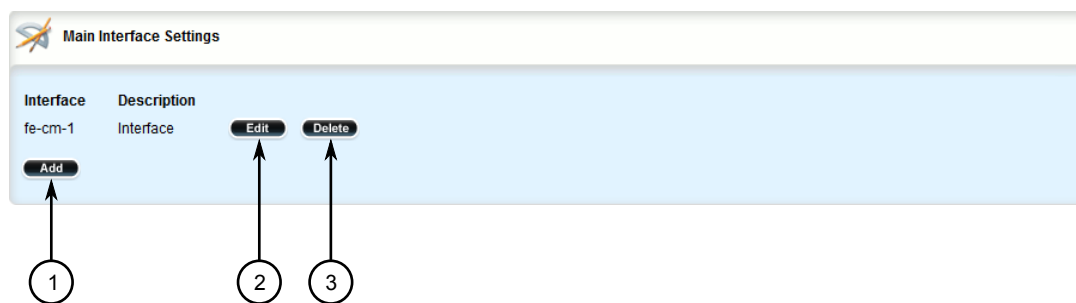 Main Interface Settings
Interface Description
fe-cm-1 Interface Edit Delete
Add
1 2 3